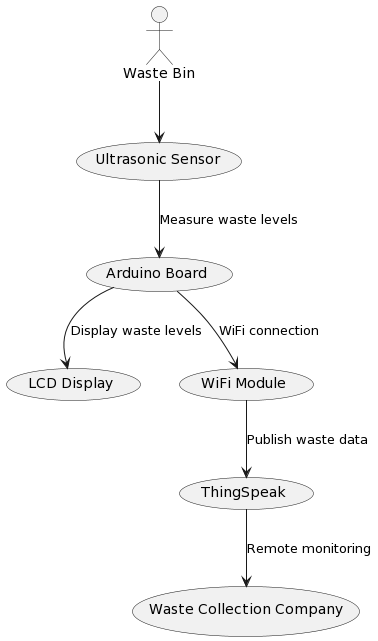 Waste Bin
Ultrasonic Sensor
Measure waste levels
Arduino Board
Display waste levels
WiFi connection
LCD Display
WiFi Module
Publish waste data
ThingSpeak
Remote monitoring
Waste Collection Company